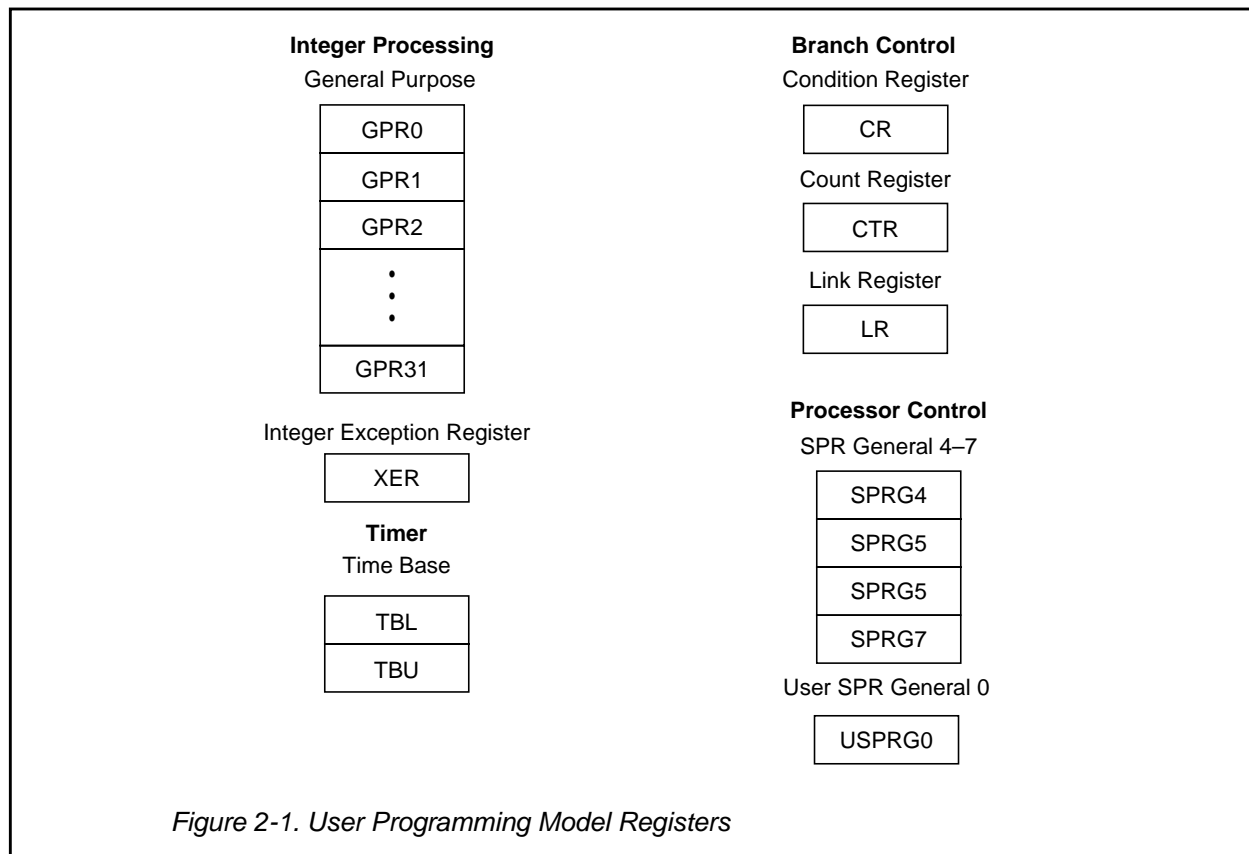 Integer Processing
General Purpose
GPR0
GPR1
GPR2
GPR31
Integer Exception Register
XER
Timer
Time Base
TBL
TBU
Branch Control
Condition Register
CR
Count Register
CTR
Link Register
LR
Processor Control
SPR General 4–7
SPRG4
SPRG5
SPRG5
SPRG7
User SPR General 0
USPRG0
Figure 2-1. User Programming Model Registers